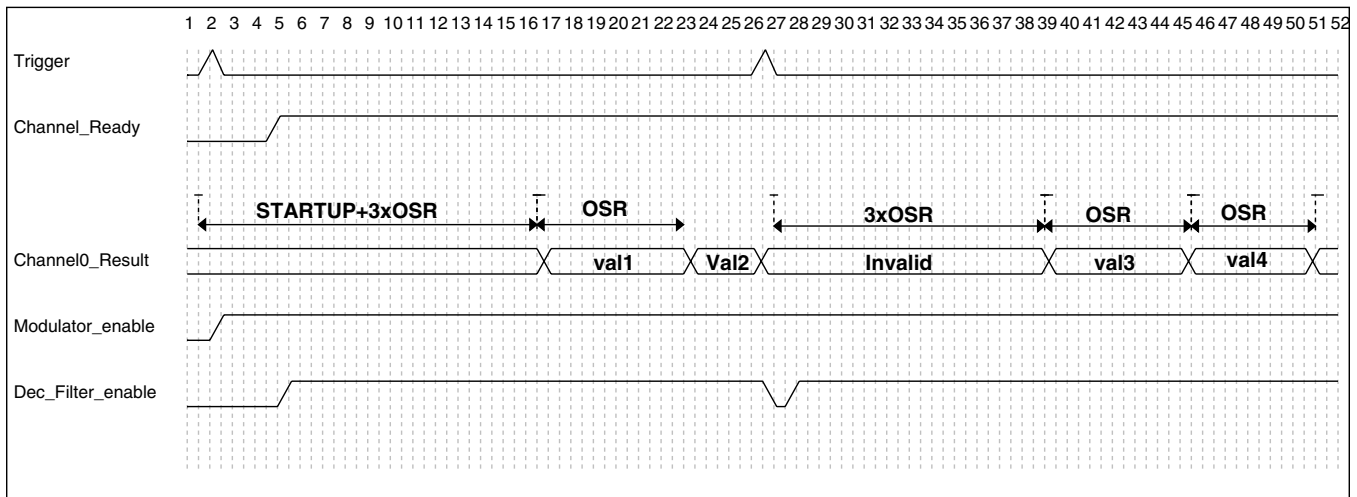 1 2 3 4 5 6 7 8 9 10 11 12 13 14 15 16 17 18 19 20 21 22 23 24 25 26 27 28 29 30 31 32 33 34 35 36 37 38 39 40 41 42 43 44 45 46 47 48 49 50 51 52
Trigger
Channel_Ready
STARTUP+3xOSR OSR 3xOSR OSR OSR
Channel0_Result val1 Val2 Invalid val3 val4
Modulator_enable
Dec_Filter_enable